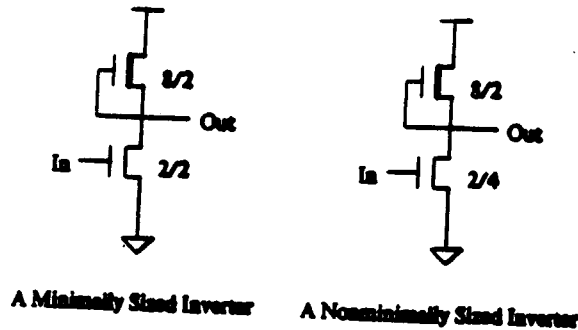 8/2
Out
In
2/2
A Minimally Sized Inverter
8/2
Out
In
2/4
A Nonminimally Sized Inverter